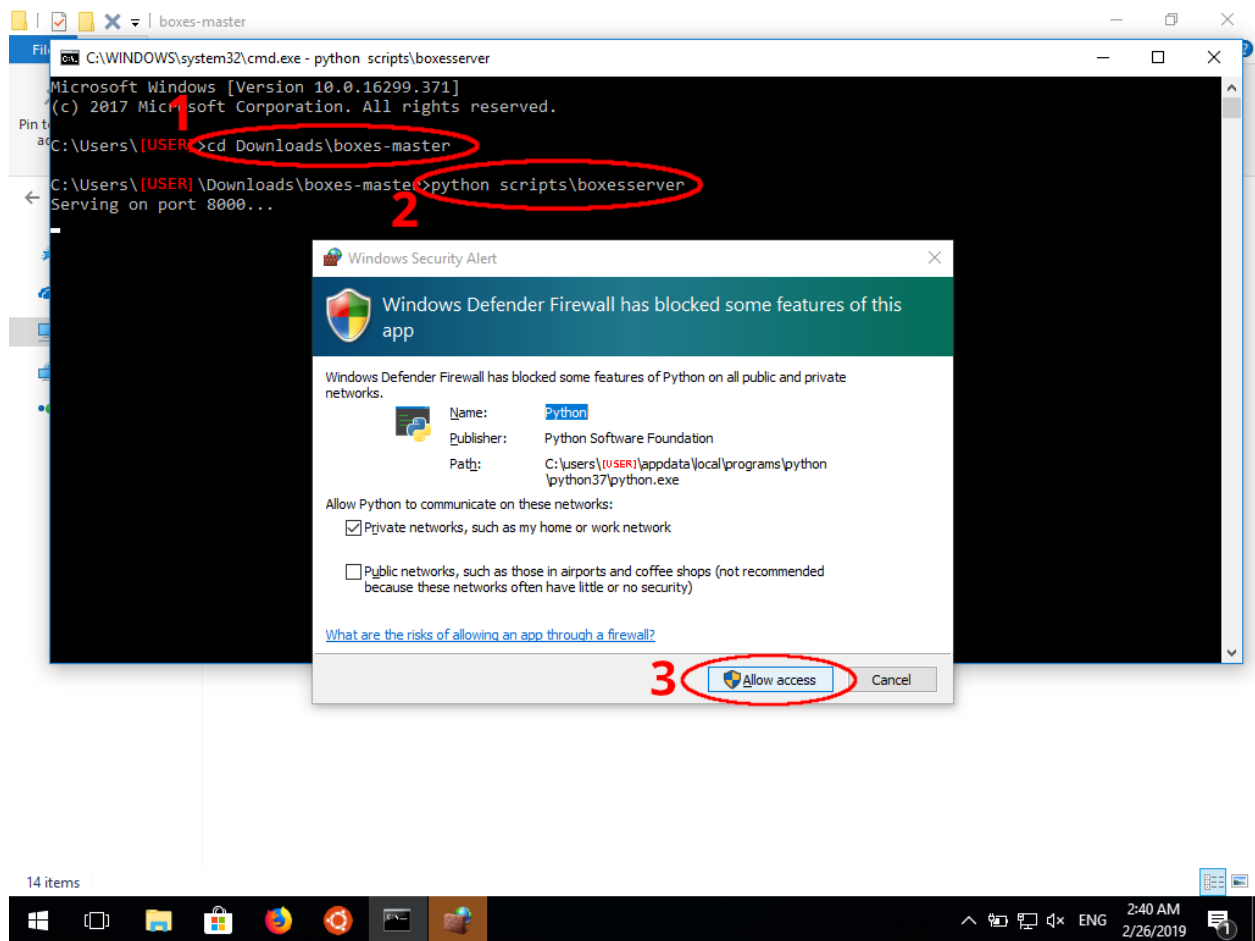 boxes-master
File
C:\WINDOWS\system32\cmd.exe - python scripts\boxesserver
Microsoft Windows [Version 10.0.16299.371]
(c) 2017 Microsoft Corporation. All rights reserved.
1
C:\Users\[USER]>cd Downloads\boxes-master
C:\Users\[USER]\Downloads\boxes-master>python scripts\boxesserver
Serving on port 8000...
2
Pin t
ac
Windows Security Alert
Windows Defender Firewall has blocked some features of this
app
Windows Defender Firewall has blocked some features of Python on all public and private
networks.
Name: Python
Publisher: Python Software Foundation
Path: C:\users\[USER]\appdata\local\programs\python
\python37\python.exe
Allow Python to communicate on these networks:
Private networks, such as my home or work network
Public networks, such as those in airports and coffee shops (not recommended
because these networks often have little or no security)
What are the risks of allowing an app through a firewall?
3
Allow access Cancel
14 items
ENG
2:40 AM
2/26/2019
1